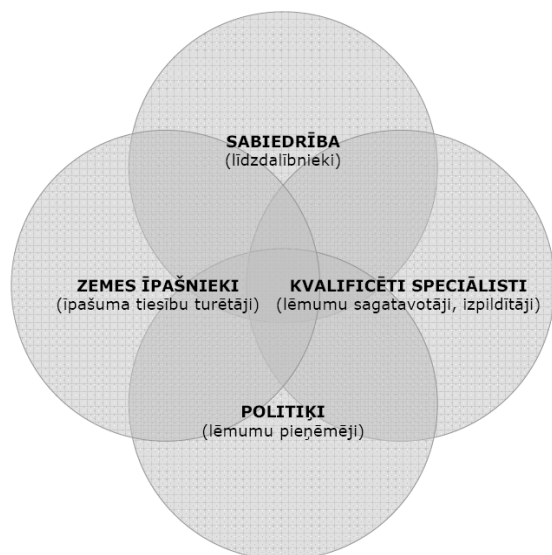 SABIEDRĪBA
(līdzdalībnieki)
ZEMES ĪPAŠNIEKI
(īpašuma tiesību turētāji)
KVALIFICĒTI SPECIĀLISTI
(lēmumu sagatavotāji, izpildītāji)
POLITIĶI
(lēmumu pieņēmēji)